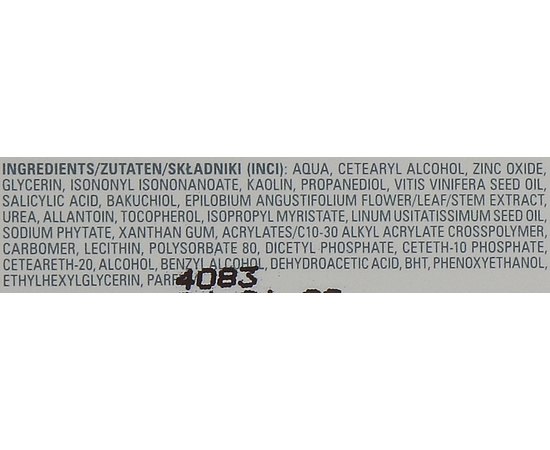 INGREDIENTS/ZUTATEN/SKŁADNIKI (INCI): AQUA, CETEARYL ALCOHOL, ZINC OXIDE,
GLYCERIN, ISONONYL ISONONANOATE, KAOLIN, PROPANEDIOL, VITIS VINIFERA SEED OIL,
SALICYLIC ACID, BAKUCHIOL, EPILOBIUM ANGUSTIFOLIUM FLOWER/LEAF/STEM EXTRACT,
UREA, ALLANTOIN, TOCOPHEROL, ISOPROPYL MYRISTATE, LINUM USITATISSIMUM SEED OIL,
SODIUM PHYTATE, XANTHAN GUM, ACRYLATES/C10-30 ALKYL ACRYLATE CROSSPOLYMER,
CARBOMER, LECITHIN, POLYSORBATE 80, DICETYL PHOSPHATE, CETETH-10 PHOSPHATE,
CETEARETH-20, ALCOHOL, BENZYL ALCOHOL, DEHYDROACETIC ACID, BHT, PHENOXYETHANOL,
ETHYLHEXYLGLYCERIN,
4083